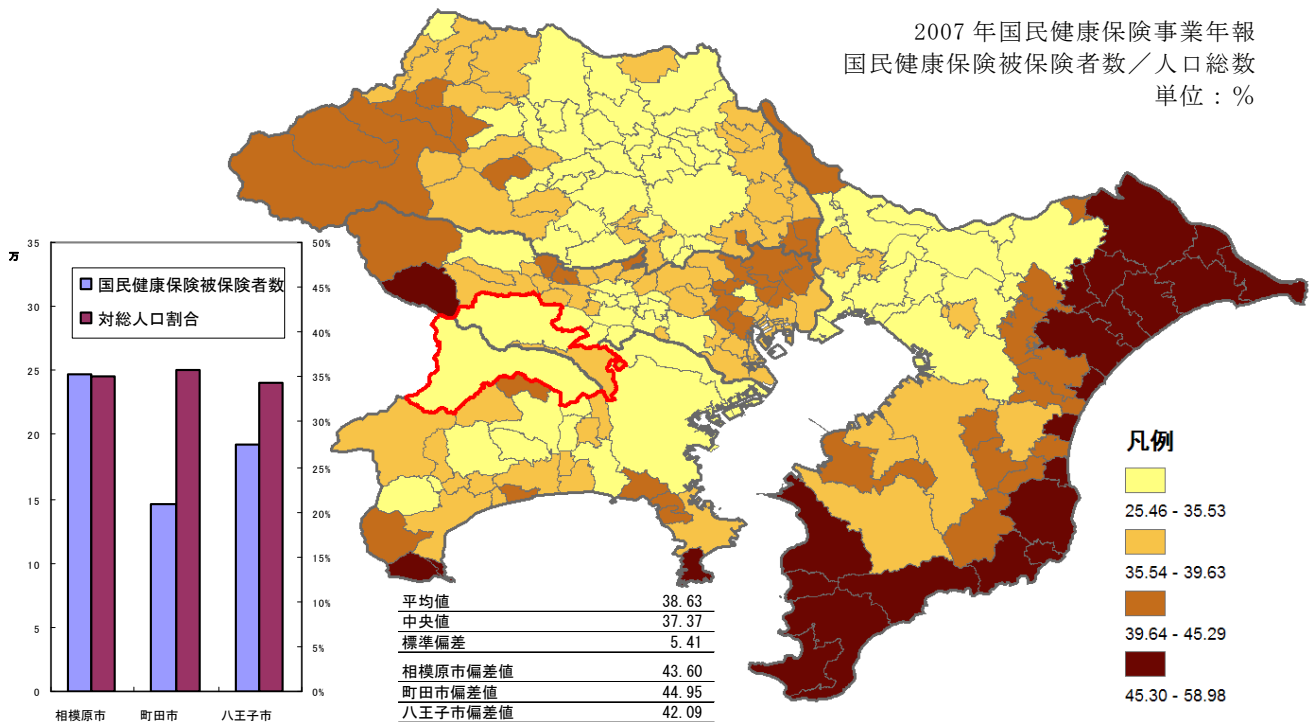 2007年国民健康保険事業年報
国民健康保険被保険者数／人口総数
単位：%
万
35
30
25
20
15
10
5
0
国民健康保険被保険者数
対総人口割合
50%
45%
40%
35%
30%
25%
20%
15%
10%
5%
0%
相模原市
町田市
八王子市
平均値 38.63
中央値 37.37
標準偏差 5.41
相模原市偏差値 43.60
町田市偏差値 44.95
八王子市偏差値 42.09
凡例
25.46 - 35.53
35.54 - 39.63
39.64 - 45.29
45.30 - 58.98